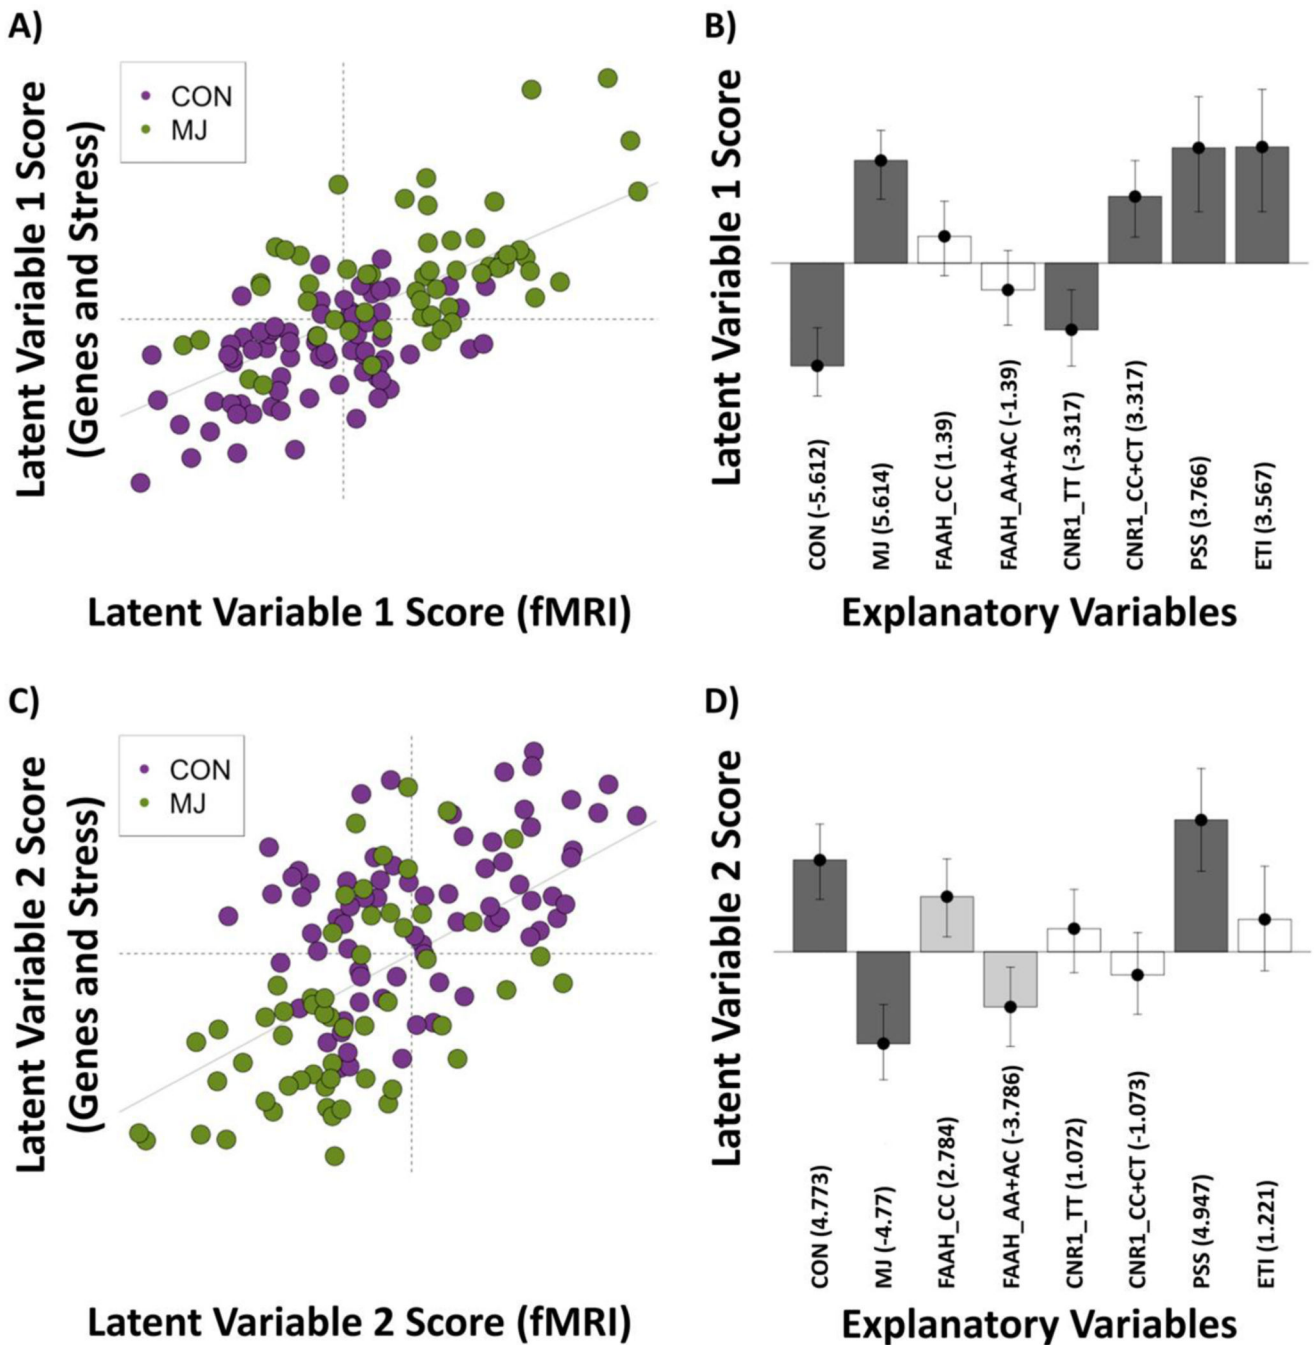 A)
Latent Variable 1 Score
(Genes and Stress)
CON
MJ
Latent Variable 1 Score (fMRI)
B)
Latent Variable 1 Score
CON (-5.612)
MJ (5.614)
FAAH_CC (1.39)
FAAH_AA+AC (-1.39)
CNR1_TT (-3.317)
CNR1_CC+CT (3.317)
PSS (3.766)
ETI (3.567)
Explanatory Variables
C)
Latent Variable 2 Score
(Genes and Stress)
CON
MJ
Latent Variable 2 Score (fMRI)
D)
Latent Variable 2 Score
CON (4.773)
MJ (-4.77)
FAAH_CC (2.784)
FAAH_AA+AC (-3.786)
CNR1_TT (1.072)
CNR1_CC+CT (-1.073)
PSS (4.947)
ETI (1.221)
Explanatory Variables